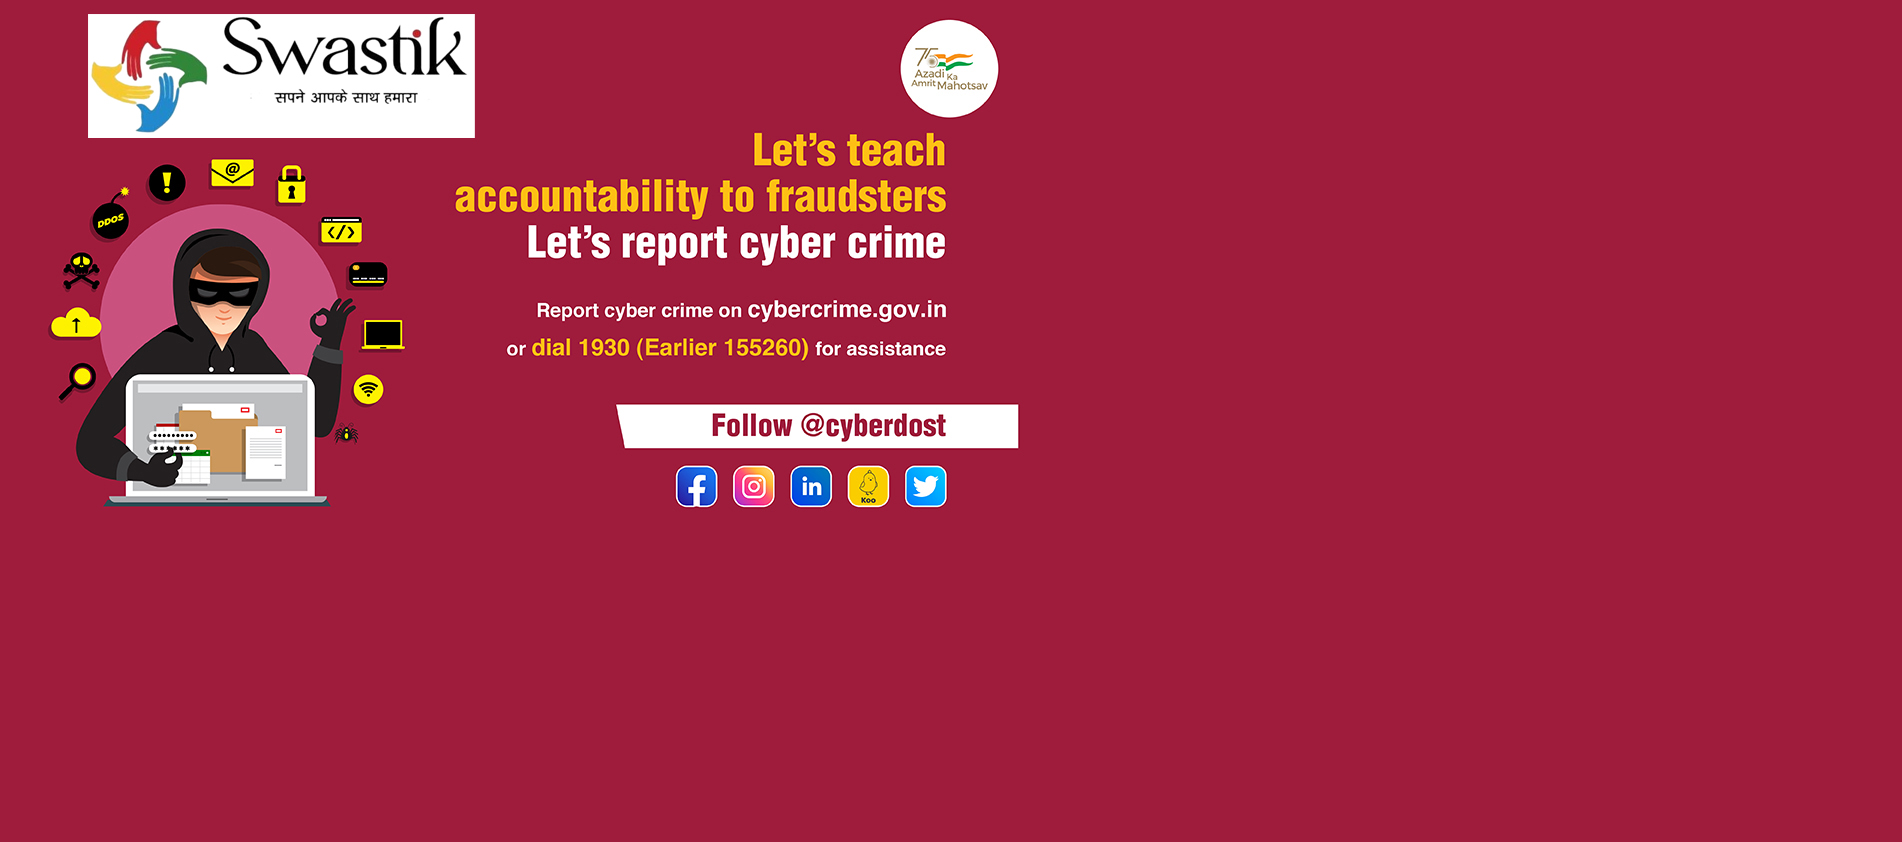 Swastik
सपने आपके साथ हमारा
75
Azadi Ka
Amrit Mahotsav
Let’s teach
accountability to fraudsters
Let’s report cyber crime
Report cyber crime on cybercrime.gov.in
or dial 1930 (Earlier 155260) for assistance
Follow @cyberdost
DDOS
@
</>
Koo